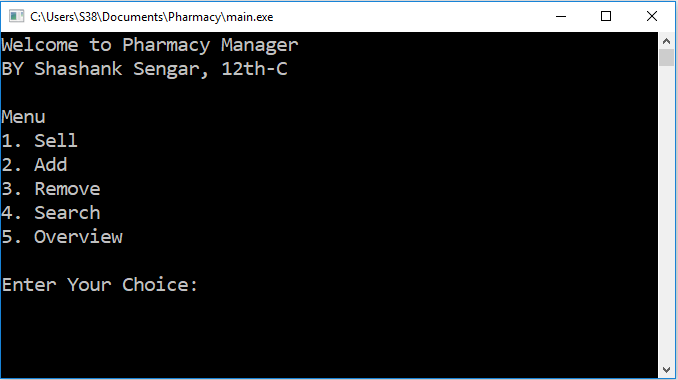 C:\Users\S38\Documents\Pharmacy\main.exe
Welcome to Pharmacy Manager
BY Shashank Sengar, 12th-C
Menu
1. Sell
2. Add
3. Remove
4. Search
5. Overview
Enter Your Choice: